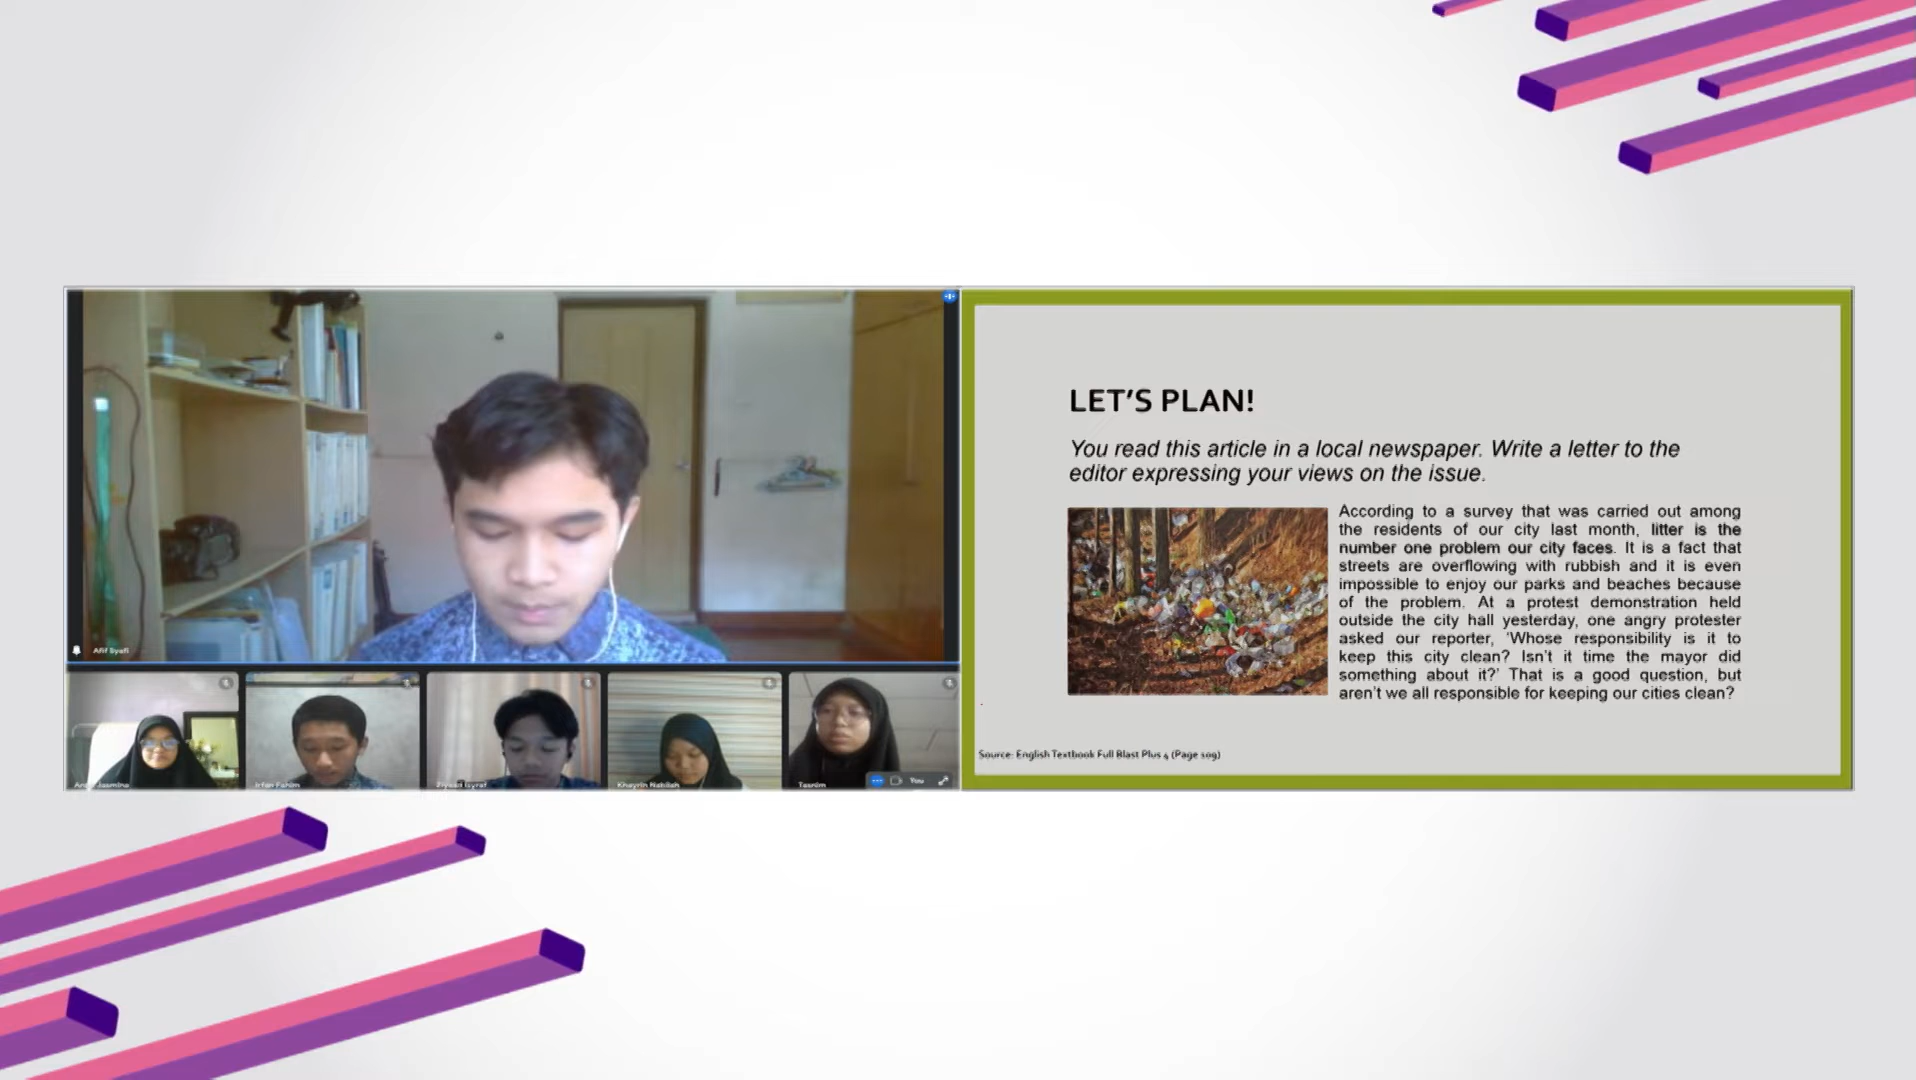 Afif Syafi
Irfan Fahim
Ziyaad Isyraf
Khayrin Nabilah
Tasnim
You
LET'S PLAN!
You read this article in a local newspaper. Write a letter to the
editor expressing your views on the issue.
According to a survey that was carried out among
the residents of our city last month, litter is the
number one problem our city faces. It is a fact that
streets are overflowing with rubbish and it is even
impossible to enjoy our parks and beaches because
of the problem. At a protest demonstration held
outside the city hall yesterday, one angry protester
asked our reporter, 'Whose responsibility is it to
keep this city clean? Isn't it time the mayor did
something about it?' That is a good question, but
aren't we all responsible for keeping our cities clean?
Source: English Textbook Full Blast Plus 4 (Page 109)